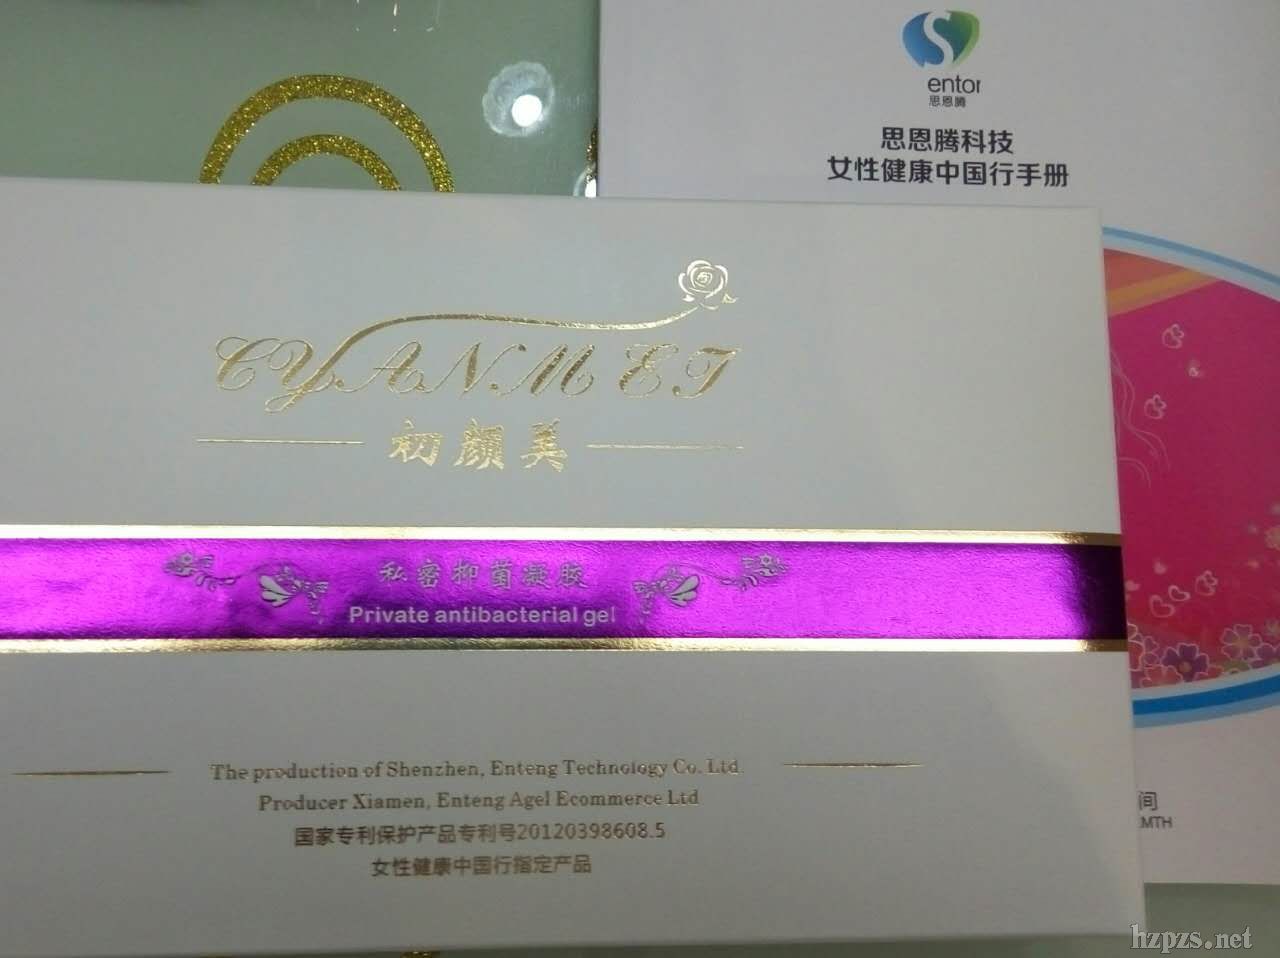 entor
思恩腾
思恩腾科技
女性健康中国行手册
CYANMET
初颜美
私密抑菌凝胶
Private antibacterial gel
The production of Shenzhen, Enteng Technology Co. Ltd.
Producer Xiamen, Enteng Agel Ecommerce Ltd
国家专利保护产品专利号20120398608.5
女性健康中国行指定产品
间
MTH
hzpzs.net